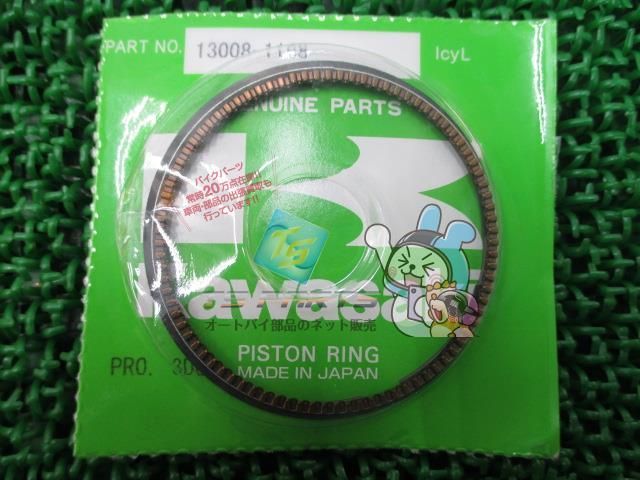 PART NO. 13008-1168 1cyL
GENUINE PARTS
バイクパーツ
常時20万点在庫!!
車両・部品の出張買取も
行っています!!
TG
Kawasaki
オートバイ部品のネット販売
PISTON RING
PRO.
MADE IN JAPAN